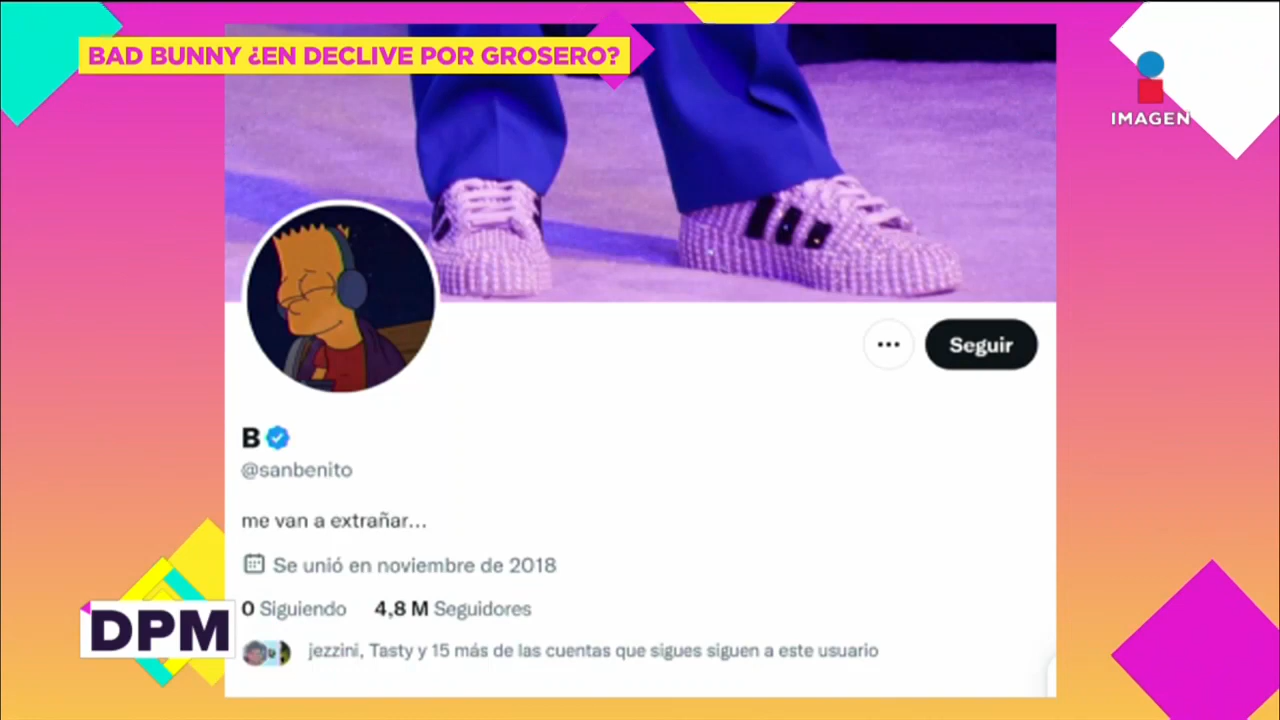 BAD BUNNY ¿EN DECLIVE POR GROSERO?
IMAGEN
Seguir
B
@sanbenito
me van a extrañar...
Se unió en noviembre de 2018
0 Siguiendo 4,8 M Seguidores
jezzini, Tasty y 15 más de las cuentas que sigues siguen a este usuario
DPM